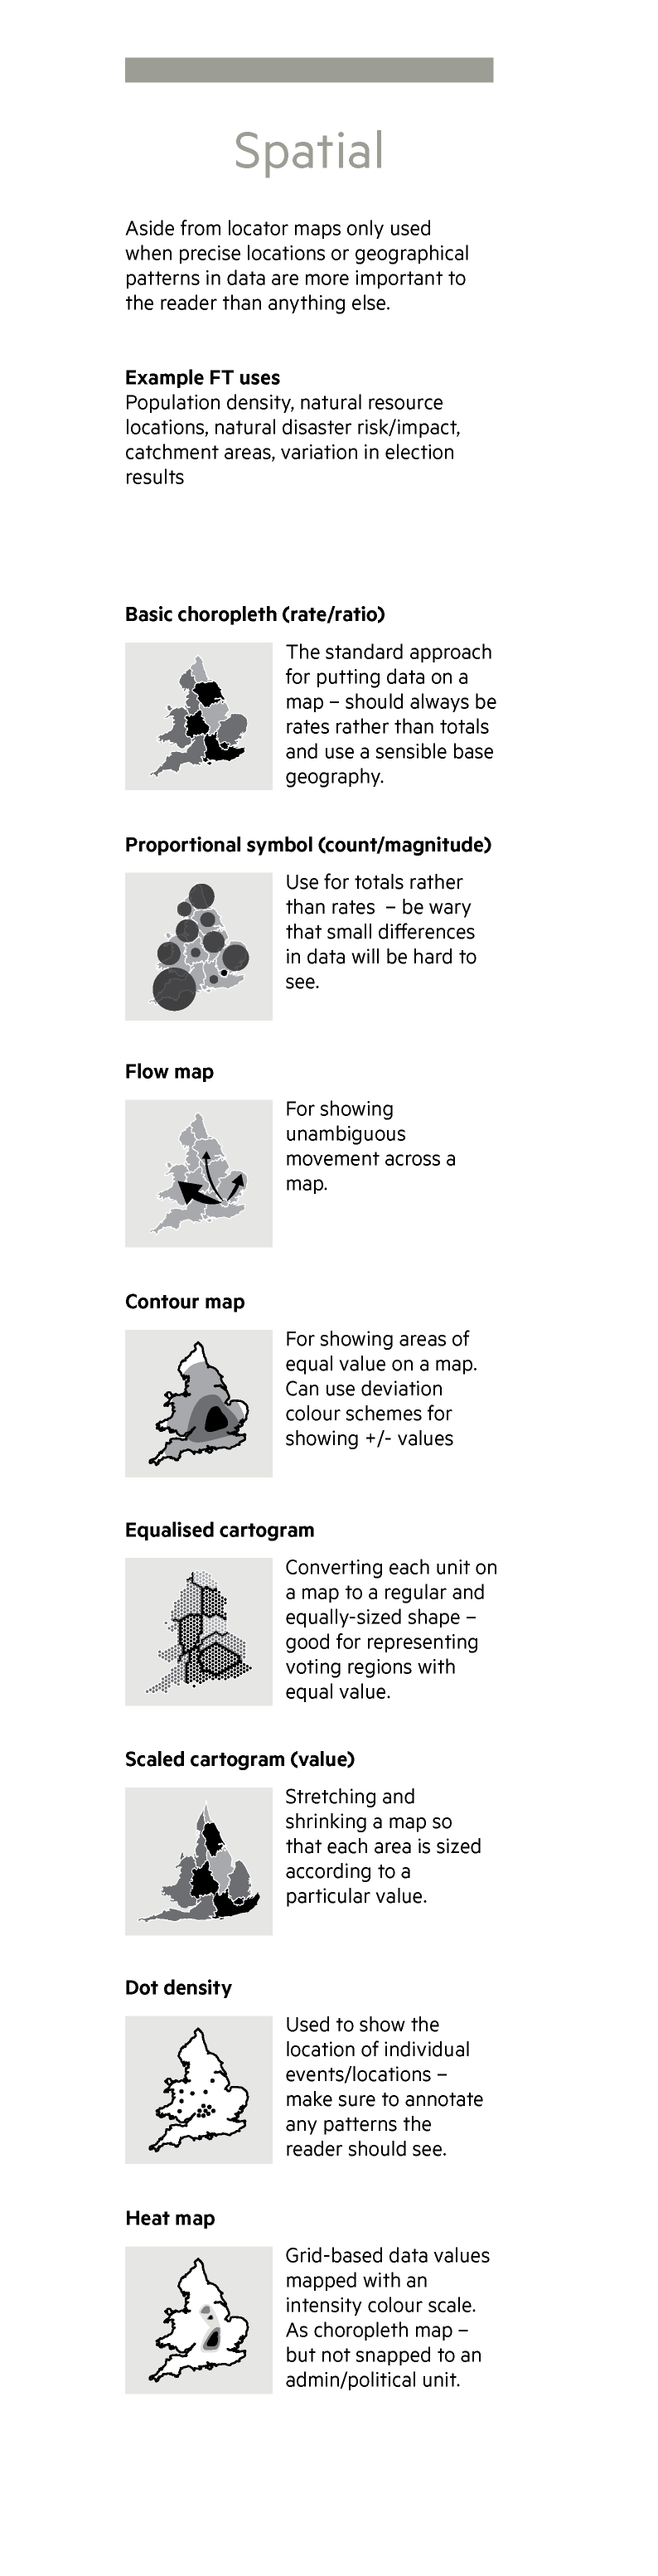 Spatial
Aside from locator maps only used
when precise locations or geographical
patterns in data are more important to
the reader than anything else.
Example FT uses
Population density, natural resource
locations, natural disaster risk/impact,
catchment areas, variation in election
results
Basic choropleth (rate/ratio)
The standard approach
for putting data on a
map – should always be
rates rather than totals
and use a sensible base
geography.
Proportional symbol (count/magnitude)
Use for totals rather
than rates  – be wary
that small differences
in data will be hard to
see.
Flow map
For showing
unambiguous
movement across a
map.
Contour map
For showing areas of
equal value on a map.
Can use deviation
colour schemes for
showing +/- values
Equalised cartogram
Converting each unit on
a map to a regular and
equally-sized shape –
good for representing
voting regions with
equal value.
Scaled cartogram (value)
Stretching and
shrinking a map so
that each area is sized
according to a
particular value.
Dot density
Used to show the
location of individual
events/locations –
make sure to annotate
any patterns the
reader should see.
Heat map
Grid-based data values
mapped with an
intensity colour scale.
As choropleth map –
but not snapped to an
admin/political unit.